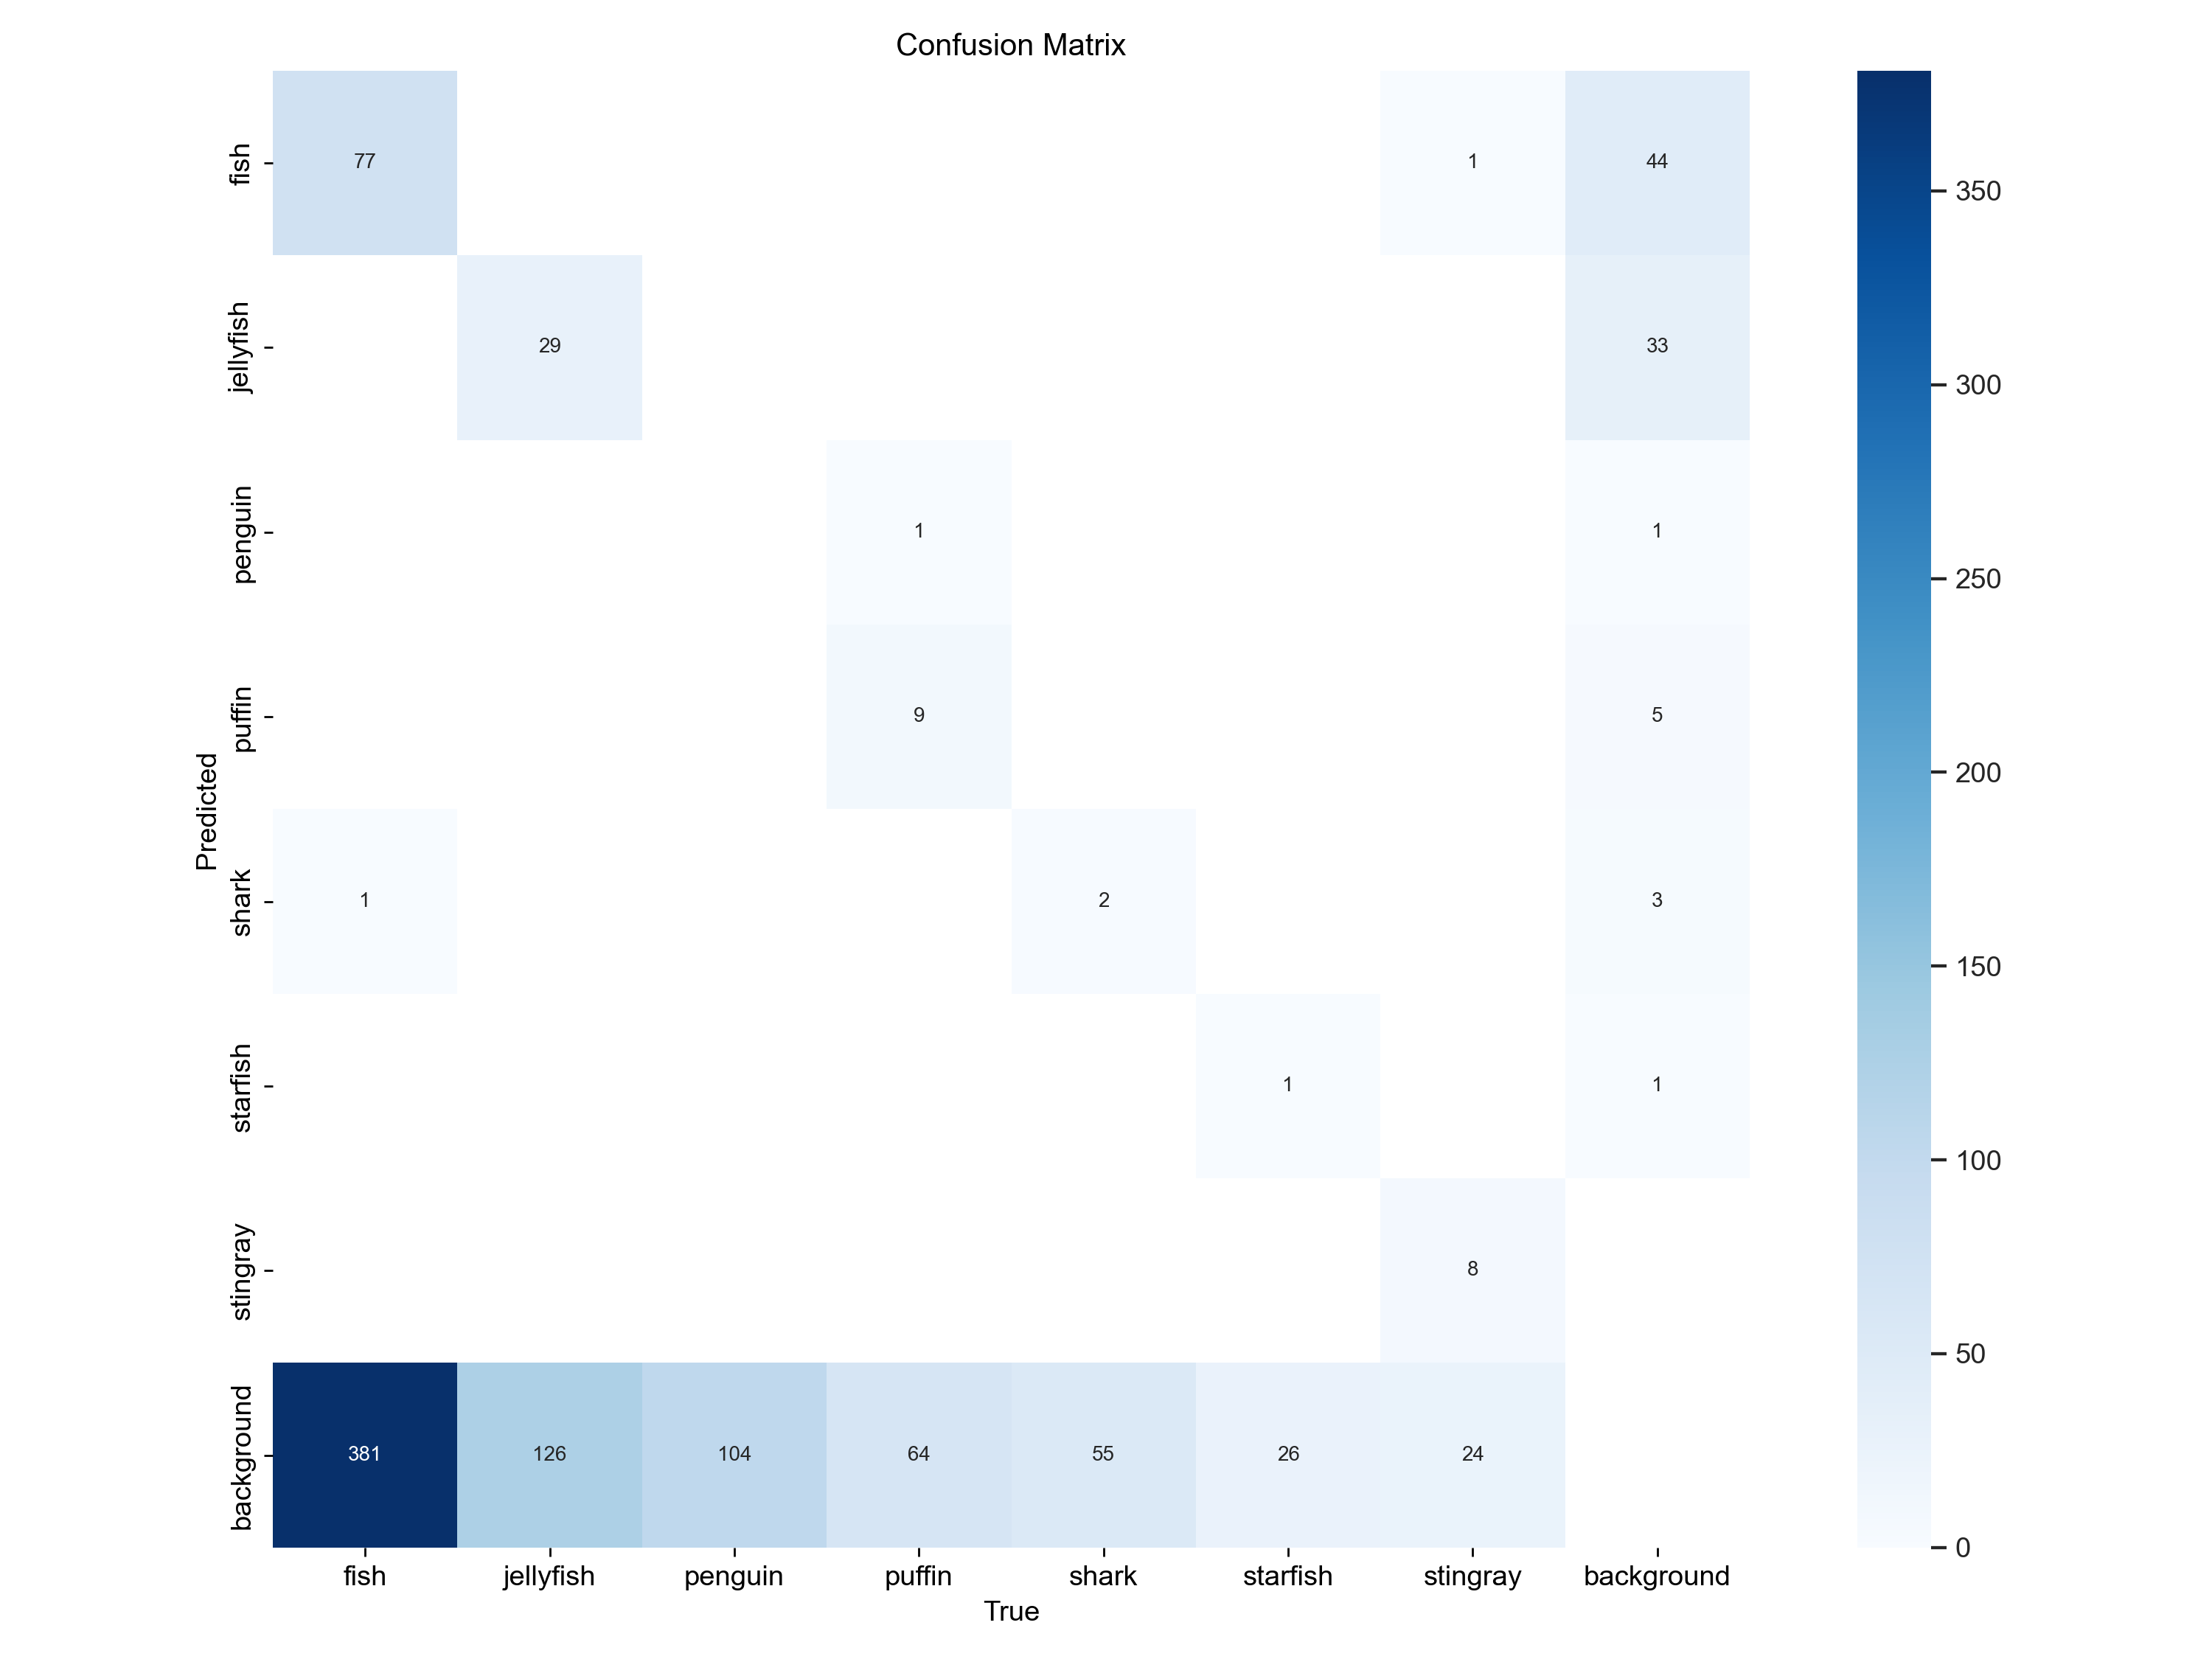 Confusion Matrix
fish 77 1 44
jellyfish 29 33
penguin 1 1
puffin 9 5
shark 1 2 3
starfish 1 1
stingray 8
background 381 126 104 64 55 26 24
fish jellyfish penguin puffin shark starfish stingray background
True
Predicted
350
300
250
200
150
100
50
0